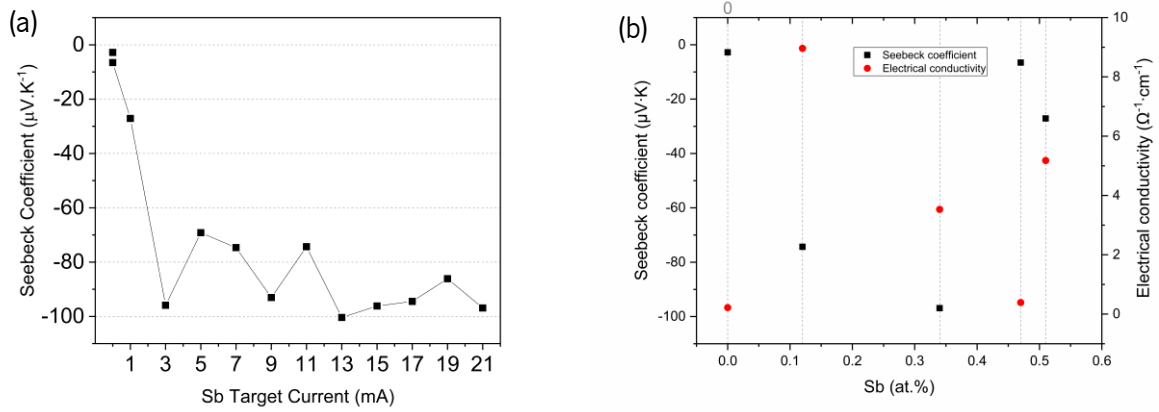 (a)
0
-20
-40
-60
-80
-100
Seebeck Coefficient (μV.K⁻¹)
1 3 5 7 9 11 13 15 17 19 21
Sb Target Current (mA)
(b)
0
Seebeck coefficient
Electrical conductivity
0
-20
-40
-60
-80
-100
Seebeck coefficient (μV·K)
10
8
6
4
2
0
Electrical conductivity (Ω⁻¹·cm⁻¹)
0.0 0.1 0.2 0.3 0.4 0.5 0.6
Sb (at.%)